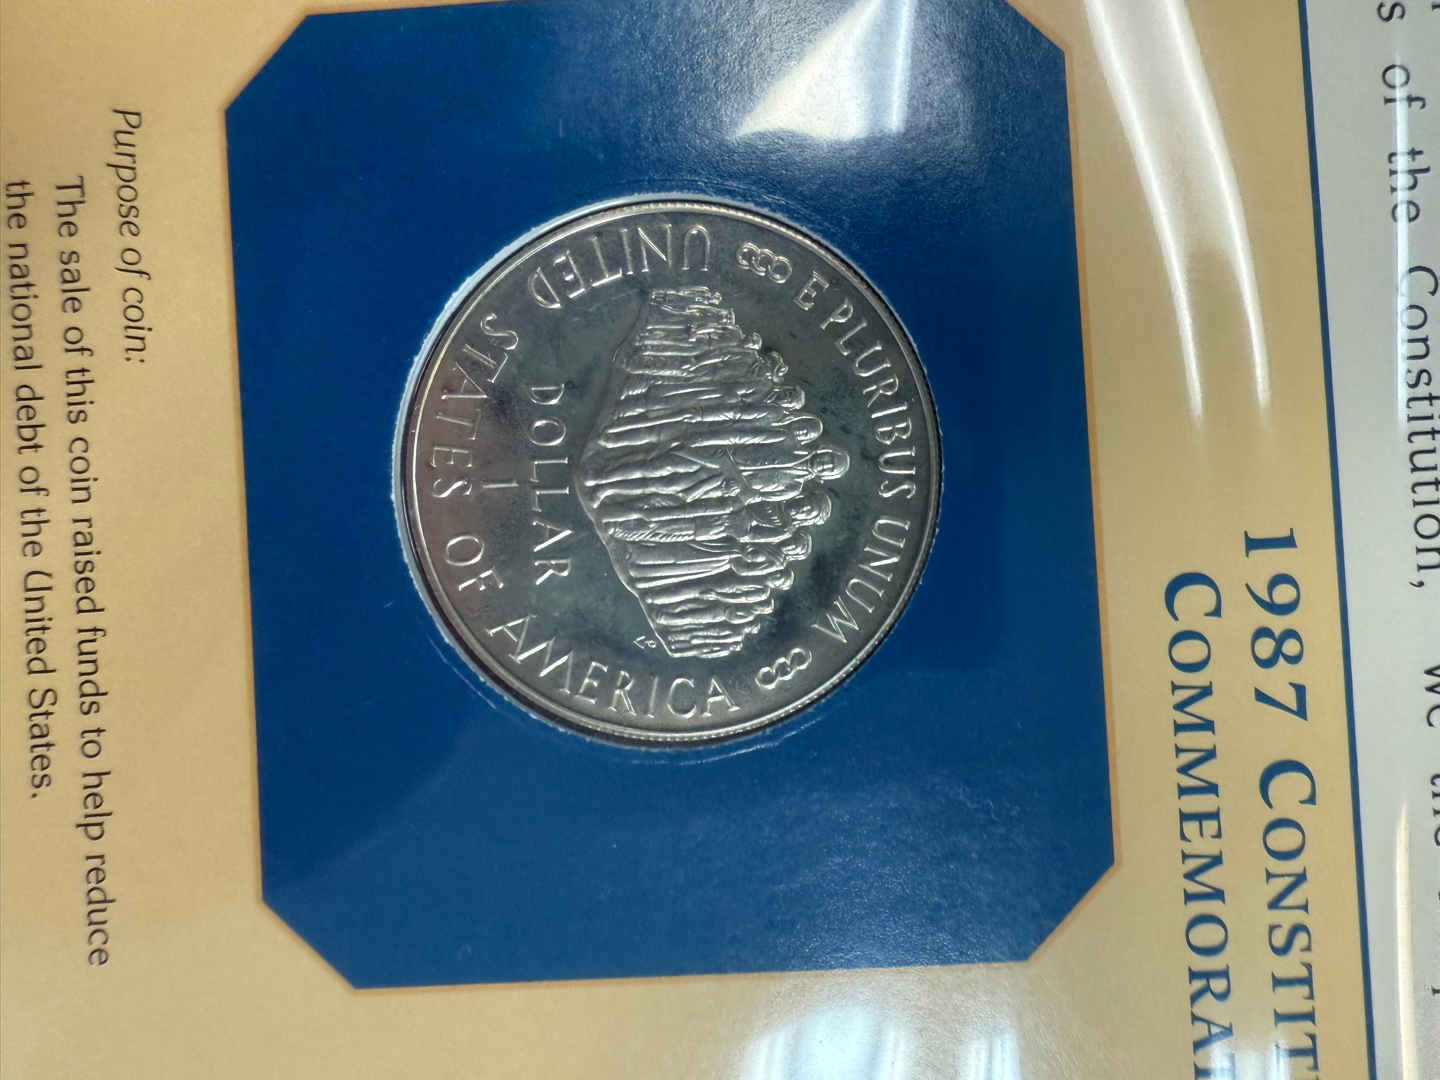 of the Constitution, we
1987 CONSTIT
COMMEMORA
E PLURIBUS UNUM
DOLLAR
1
UNITED STATES OF AMERICA
Purpose of coin:
The sale of this coin raised funds to help reduce
the national debt of the United States.